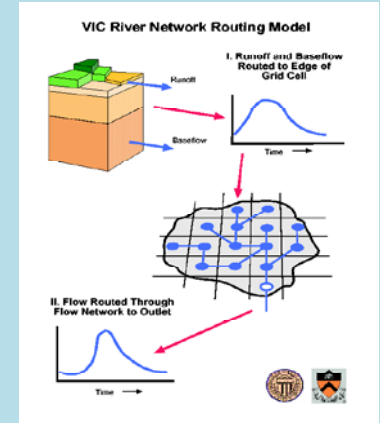 VIC River Network Routing Model
I. Runoff and Baseflow
Routed to Edge of
Grid Cell
Runoff
Baseflow
Time
II. Flow Routed Through
Flow Network to Outlet
Time